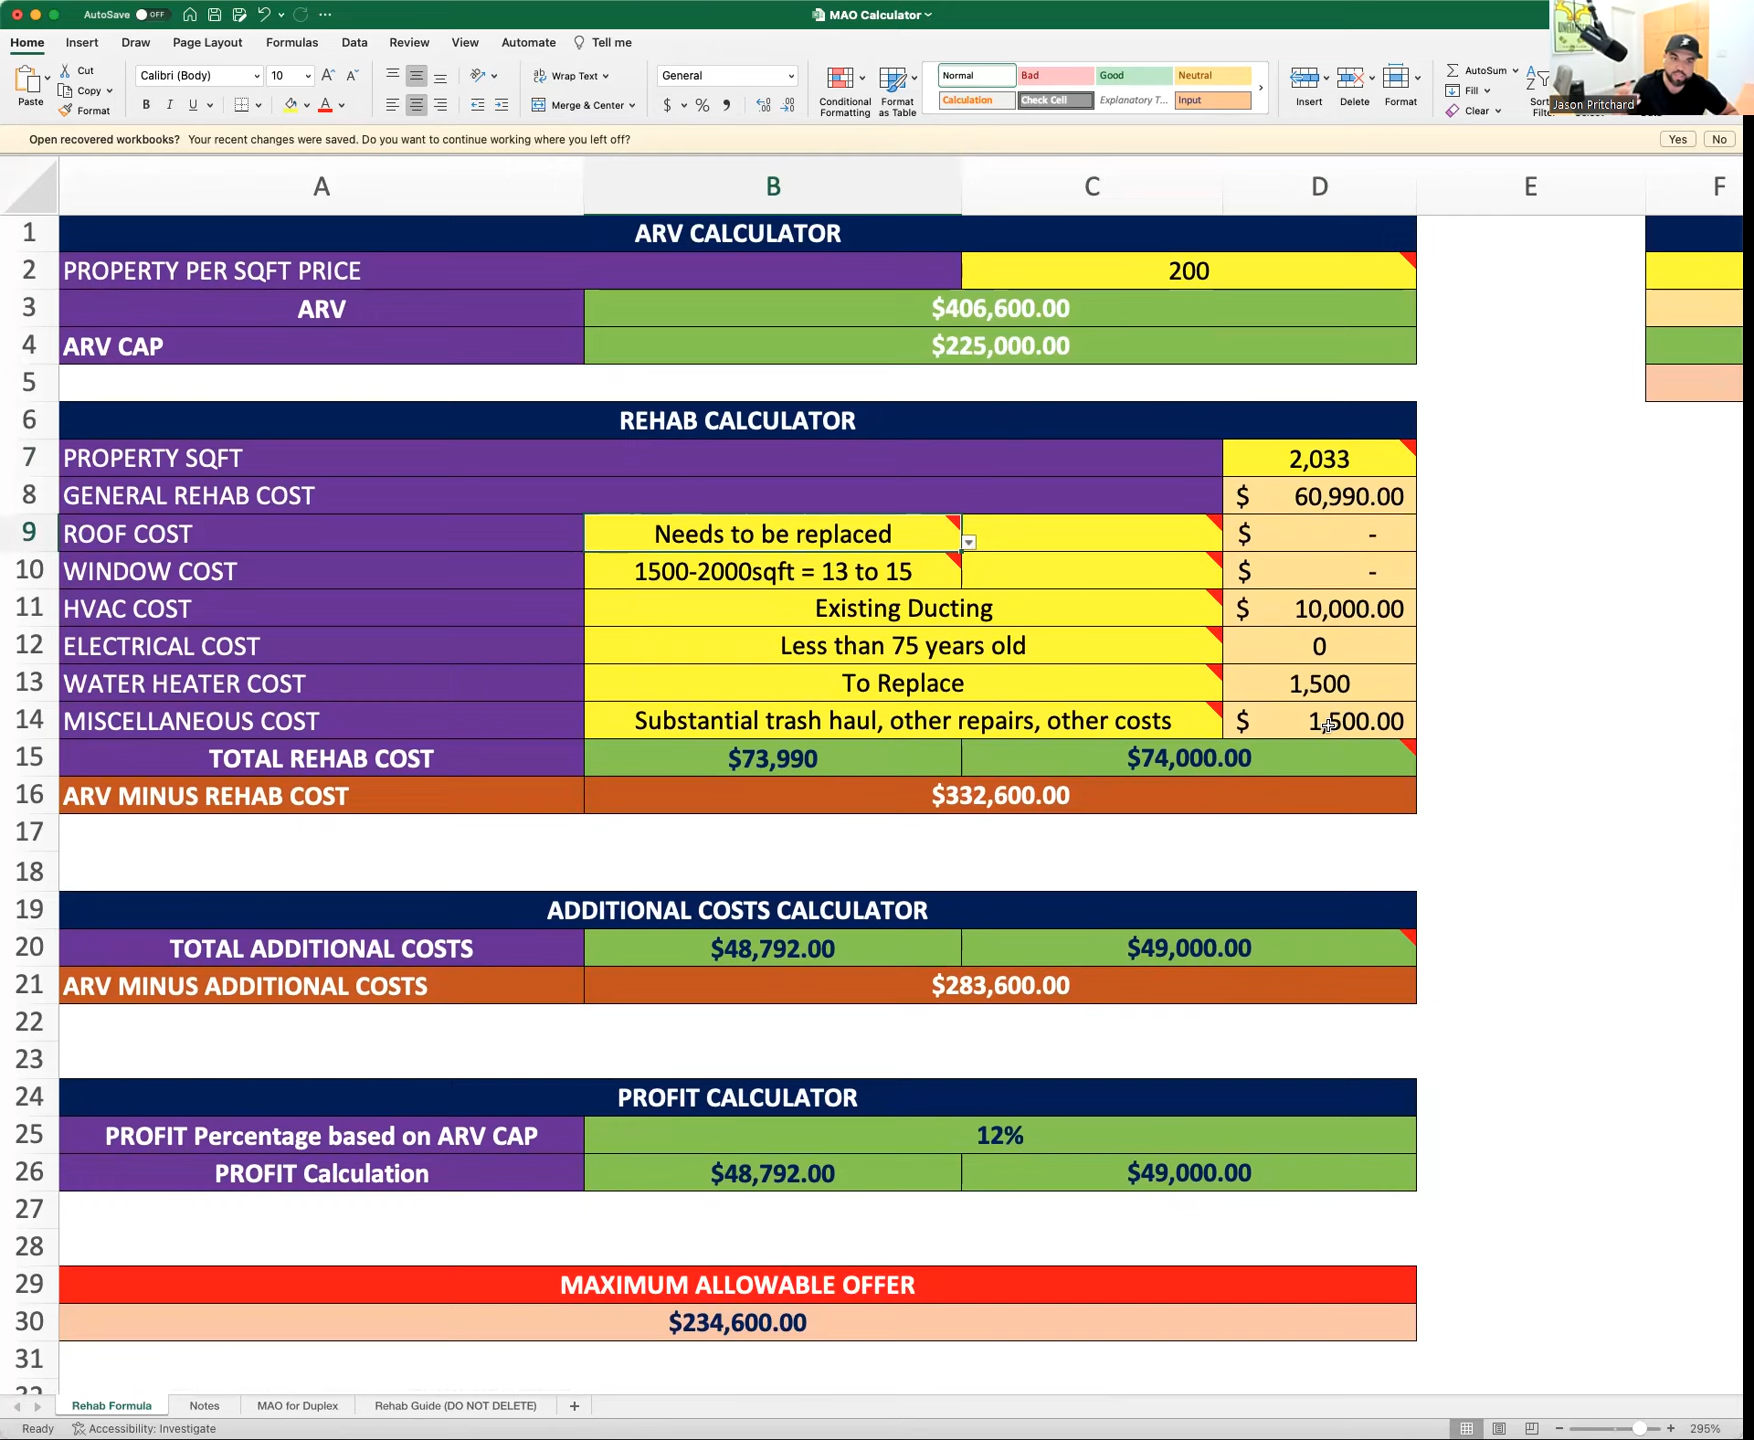 AutoSave OFF
MAO Calculator
Home Insert Draw Page Layout Formulas Data Review View Automate Tell me
Paste Cut Copy Format
Calibri (Body) 10
B I U A
Wrap Text
Merge & Center
General
$ % 9
Conditional Formatting
Format as Table
Normal Bad Good Neutral
Calculation Check Cell Explanatory T... Input
Insert Delete Format
AutoSum
Fill
Clear
Jason Pritchard
Open recovered workbooks? Your recent changes were saved. Do you want to continue working where you left off? Yes No
A B C D E F
1 ARV CALCULATOR
2 PROPERTY PER SQFT PRICE 200
3 ARV $406,600.00
4 ARV CAP $225,000.00
5
6 REHAB CALCULATOR
7 PROPERTY SQFT 2,033
8 GENERAL REHAB COST $ 60,990.00
9 ROOF COST Needs to be replaced $ -
10 WINDOW COST 1500-2000sqft = 13 to 15 $ -
11 HVAC COST Existing Ducting $ 10,000.00
12 ELECTRICAL COST Less than 75 years old 0
13 WATER HEATER COST To Replace 1,500
14 MISCELLANEOUS COST Substantial trash haul, other repairs, other costs $ 1,500.00
15 TOTAL REHAB COST $73,990 $74,000.00
16 ARV MINUS REHAB COST $332,600.00
17
18
19 ADDITIONAL COSTS CALCULATOR
20 TOTAL ADDITIONAL COSTS $48,792.00 $49,000.00
21 ARV MINUS ADDITIONAL COSTS $283,600.00
22
23
24 PROFIT CALCULATOR
25 PROFIT Percentage based on ARV CAP 12%
26 PROFIT Calculation $48,792.00 $49,000.00
27
28
29 MAXIMUM ALLOWABLE OFFER
30 $234,600.00
31
Rehab Formula Notes MAO for Duplex Rehab Guide (DO NOT DELETE) +
Ready Accessibility: Investigate 295%